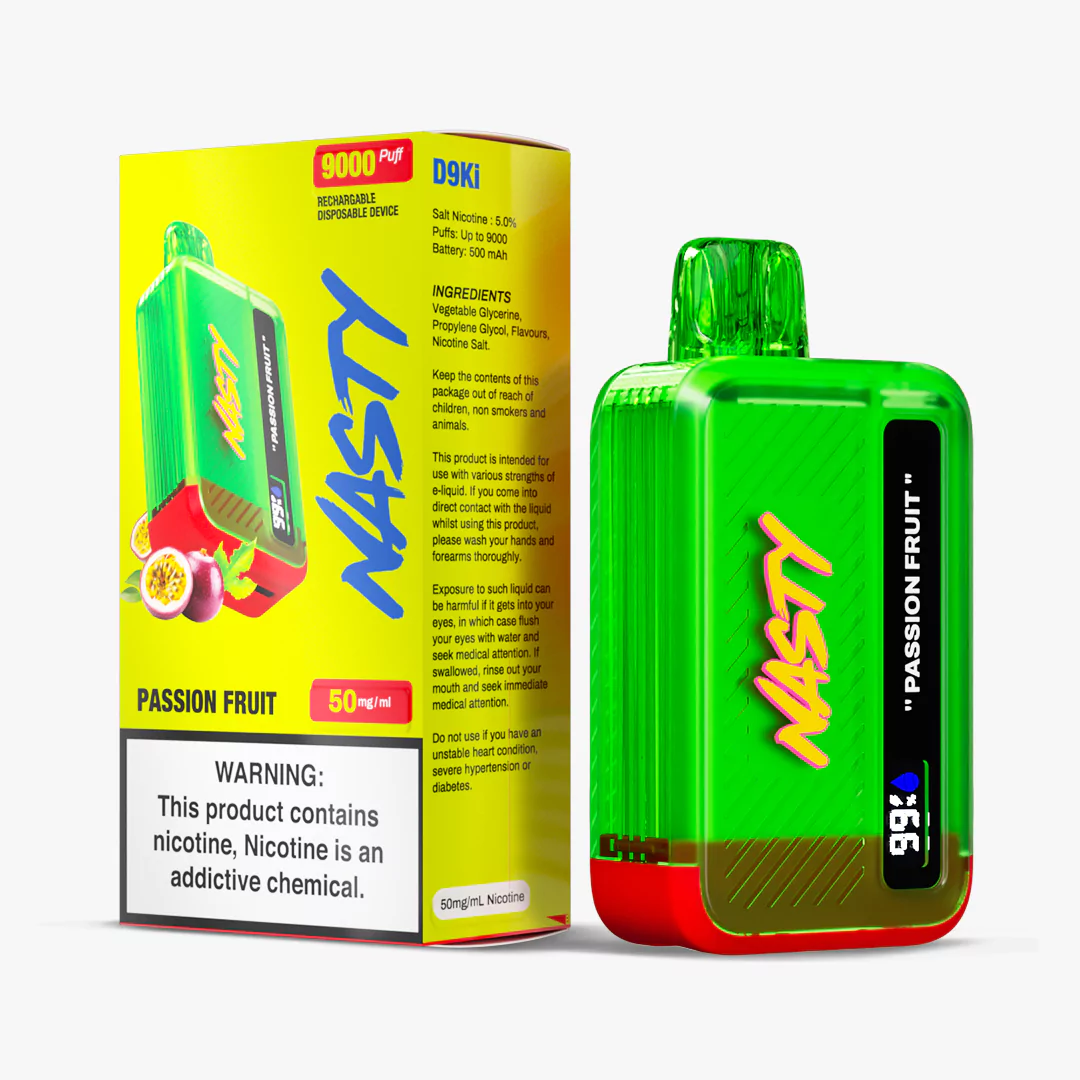 9000 Puff
RECHARGABLE
DISPOSABLE DEVICE
NASTY
NASTY
" PASSION FRUIT "
99%
PASSION FRUIT
50mg/ml
WARNING:
This product contains
nicotine, Nicotine is an
addictive chemical.
D9Ki
Salt Nicotine : 5.0%
Puffs: Up to 9000
Battery: 500 mAh
INGREDIENTS
Vegetable Glycerine,
Propylene Glycol, Flavours,
Nicotine Salt.
Keep the contents of this
package out of reach of
children, non smokers and
animals.
This product is intended for
use with various strengths of
e-liquid. If you come into
direct contact with the liquid
whilst using this product,
please wash your hands and
forearms thoroughly.
Exposure to such liquid can
be harmful if it gets into your
eyes, in which case flush
your eyes with water and
seek medical attention. If
swallowed, rinse out your
mouth and seek immediate
medical attention.
Do not use if you have an
unstable heart condition,
severe hypertension or
diabetes.
50mg/mL Nicotine
NASTY
" PASSION FRUIT "
99%